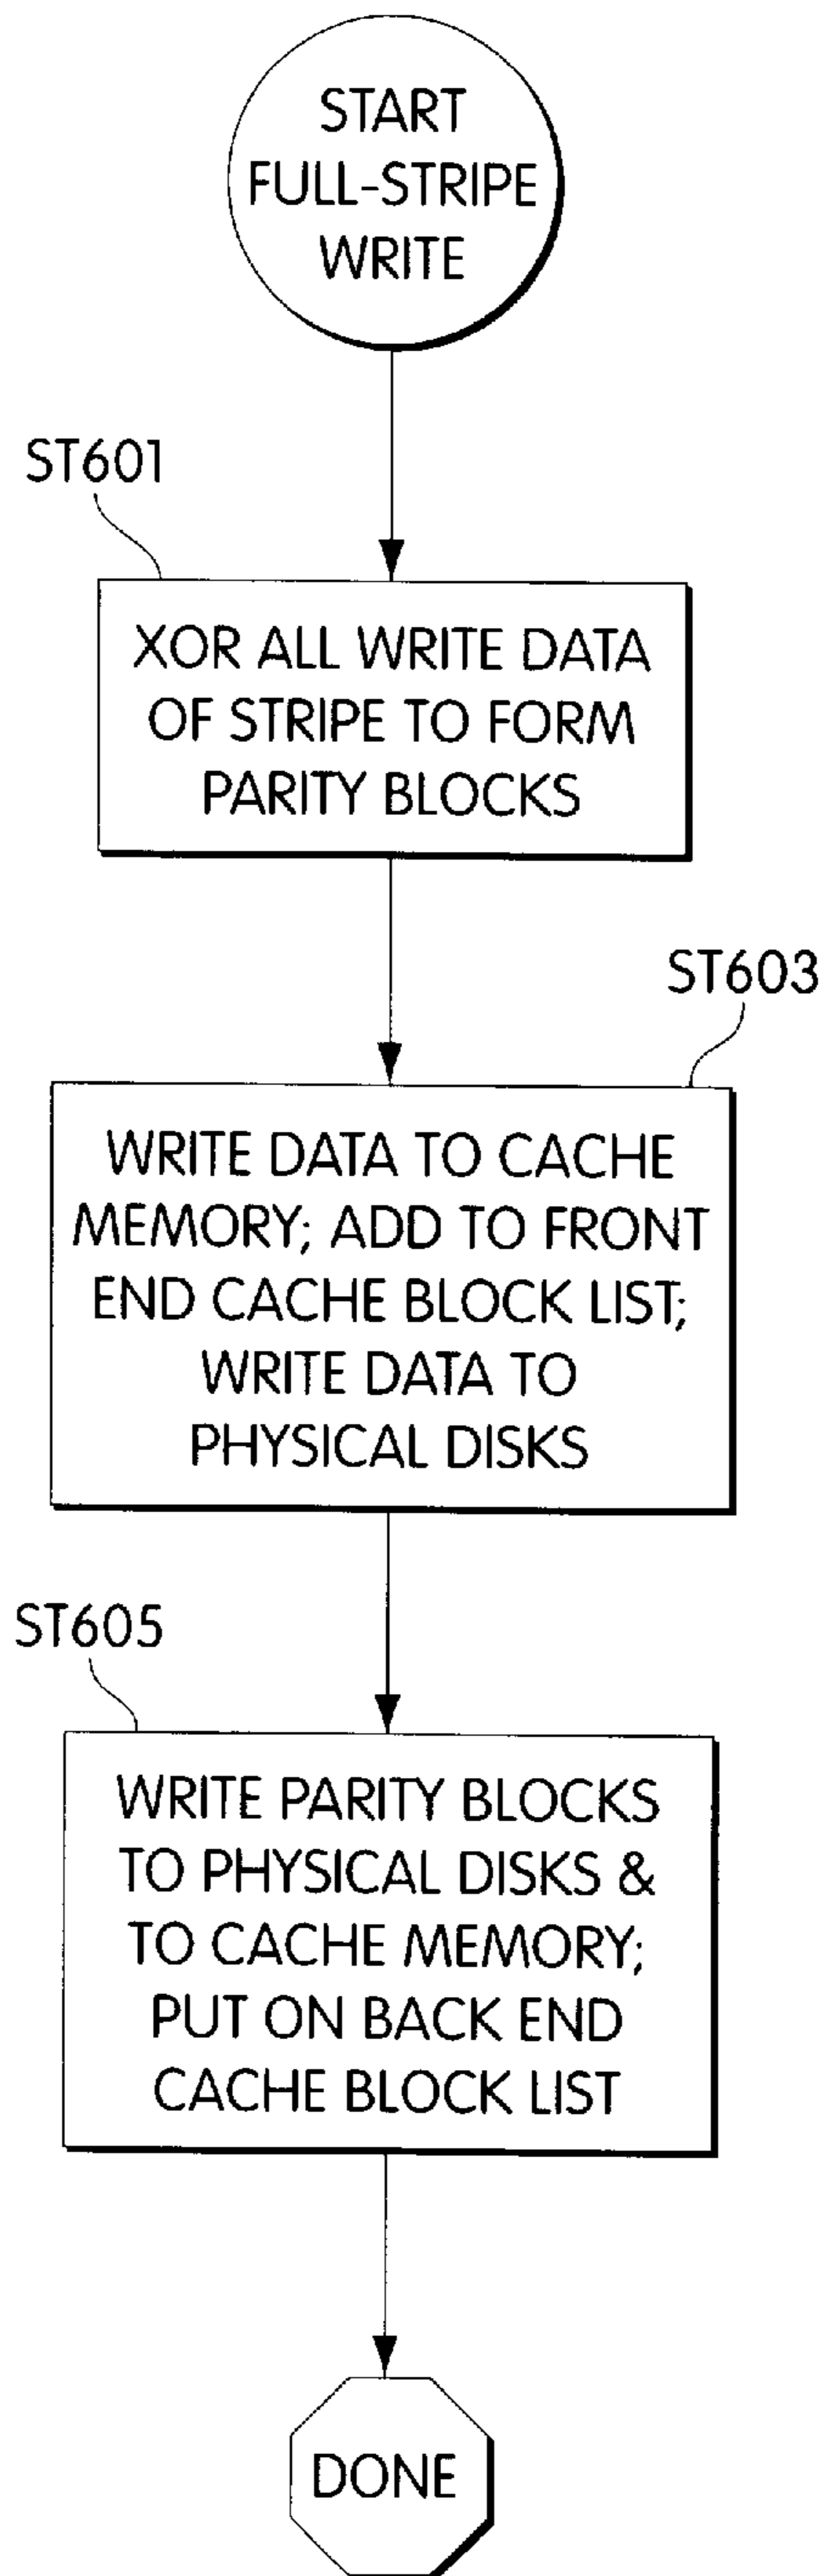 START
FULL-STRIPE
WRITE
ST601
XOR ALL WRITE DATA
OF STRIPE TO FORM
PARITY BLOCKS
ST603
WRITE DATA TO CACHE
MEMORY; ADD TO FRONT
END CACHE BLOCK LIST;
WRITE DATA TO
PHYSICAL DISKS
ST605
WRITE PARITY BLOCKS
TO PHYSICAL DISKS &
TO CACHE MEMORY;
PUT ON BACK END
CACHE BLOCK LIST
DONE